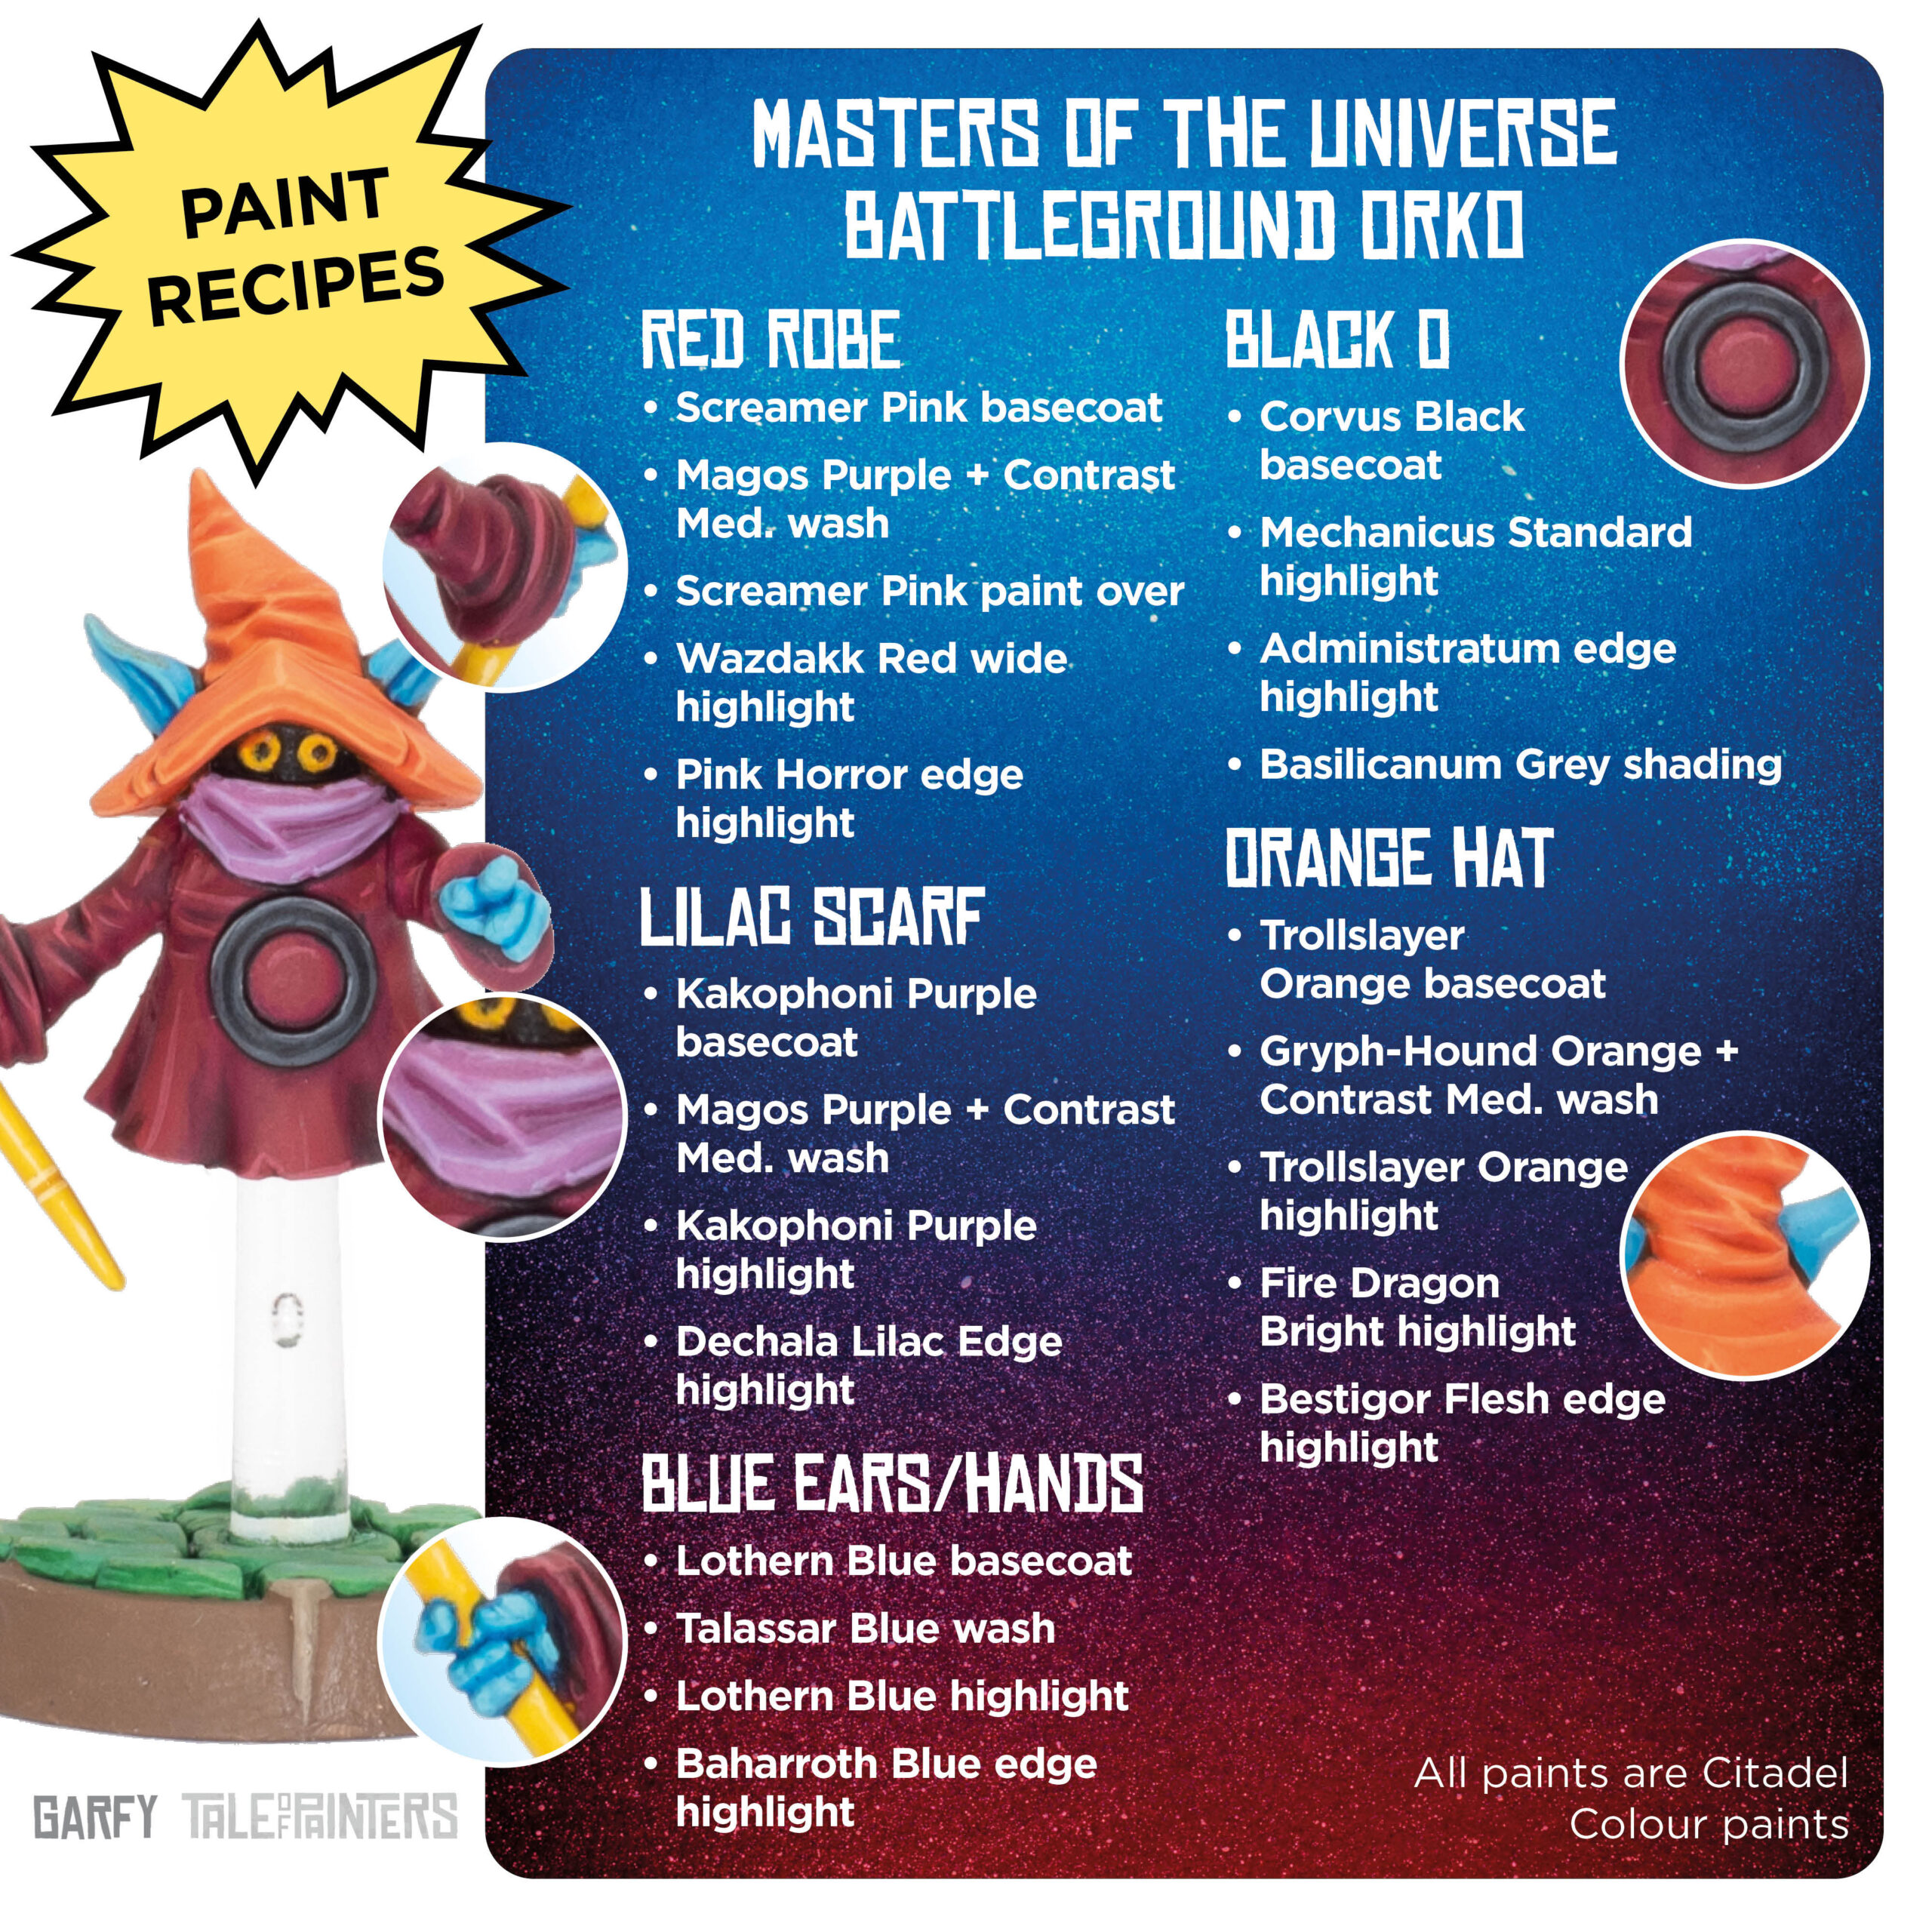 PAINT
RECIPES
MASTERS OF THE UNIVERSE
BATTLEGROUND ORKO
RED ROBE
• Screamer Pink basecoat
• Magos Purple + Contrast
Med. wash
• Screamer Pink paint over
• Wazdakk Red wide
highlight
• Pink Horror edge
highlight
LILAC SCARF
• Kakophoni Purple
basecoat
• Magos Purple + Contrast
Med. wash
• Kakophoni Purple
highlight
• Dechala Lilac Edge
highlight
BLUE EARS/HANDS
• Lothern Blue basecoat
• Talassar Blue wash
• Lothern Blue highlight
• Baharroth Blue edge
highlight
BLACK O
• Corvus Black
basecoat
• Mechanicus Standard
highlight
• Administratum edge
highlight
• Basilicanum Grey shading
ORANGE HAT
• Trollslayer
Orange basecoat
• Gryph-Hound Orange +
Contrast Med. wash
• Trollslayer Orange
highlight
• Fire Dragon
Bright highlight
• Bestigor Flesh edge
highlight
All paints are Citadel
Colour paints
GARFY TALE OF PAINTERS